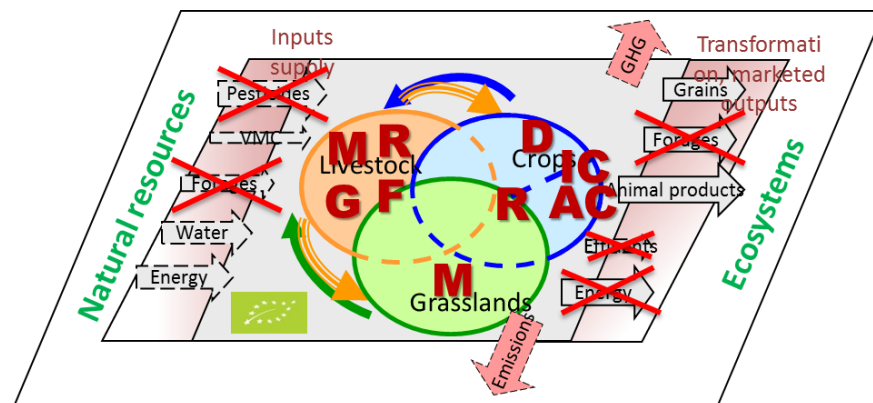 Inputs
supply
GHG
Transformati
on, marketed
outputs
Natural resources
Pesticides
VMC
Forages
Water
Energy
M R
Livestock
G F
D
Crops
IC
R AC
M
Grasslands
Grains
Forages
Animal products
Effluents
Energy
Emissions
Ecosystems